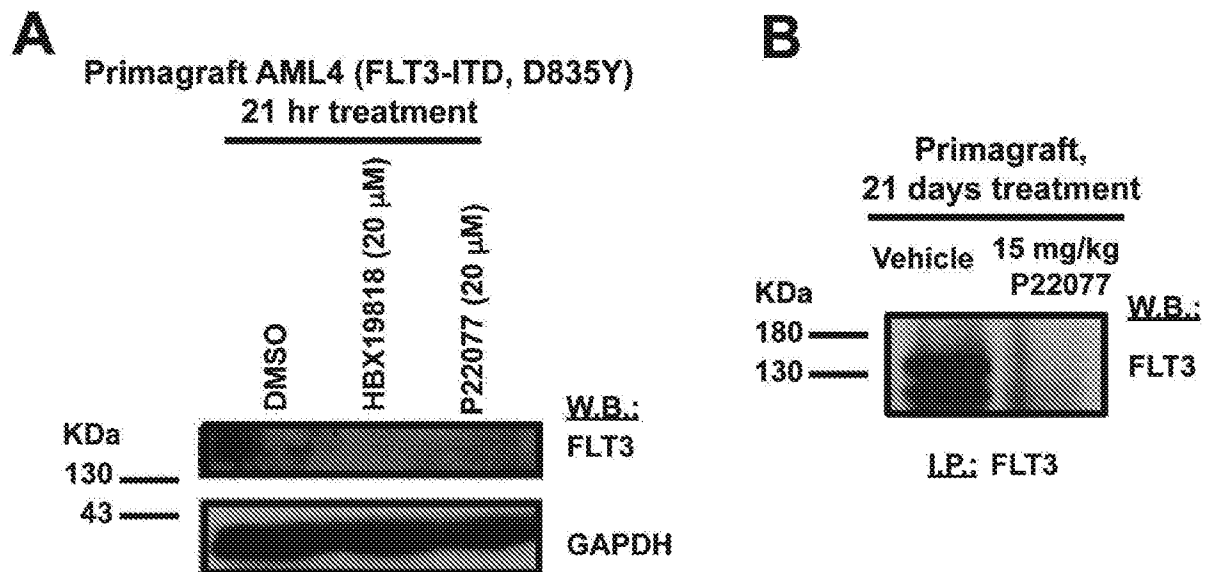 A
Primagraft AML4 (FLT3-ITD, D835Y)
21 hr treatment
DMSO
HBX19818 (20 µM)
P22077 (20 µM)
W.B.:
KDa
FLT3
130
43
GAPDH
B
Primagraft,
21 days treatment
Vehicle
15 mg/kg
P22077
KDa
W.B.:
180
130
FLT3
I.P.: FLT3